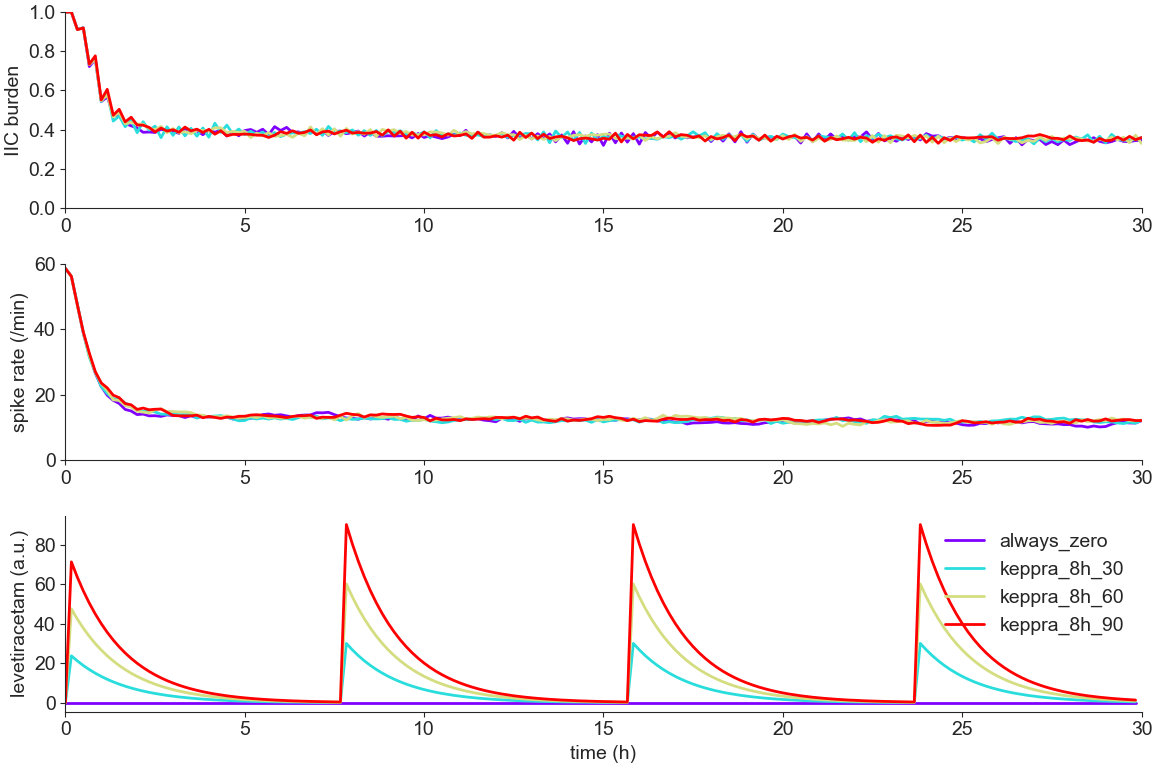 IIC burden
1.0
0.8
0.6
0.4
0.2
0.0
0 5 10 15 20 25 30
spike rate (/min)
60
40
20
0
0 5 10 15 20 25 30
levetiracetam (a.u.)
80
60
40
20
0
always_zero
keppra_8h_30
keppra_8h_60
keppra_8h_90
0 5 10 15 20 25 30
time (h)